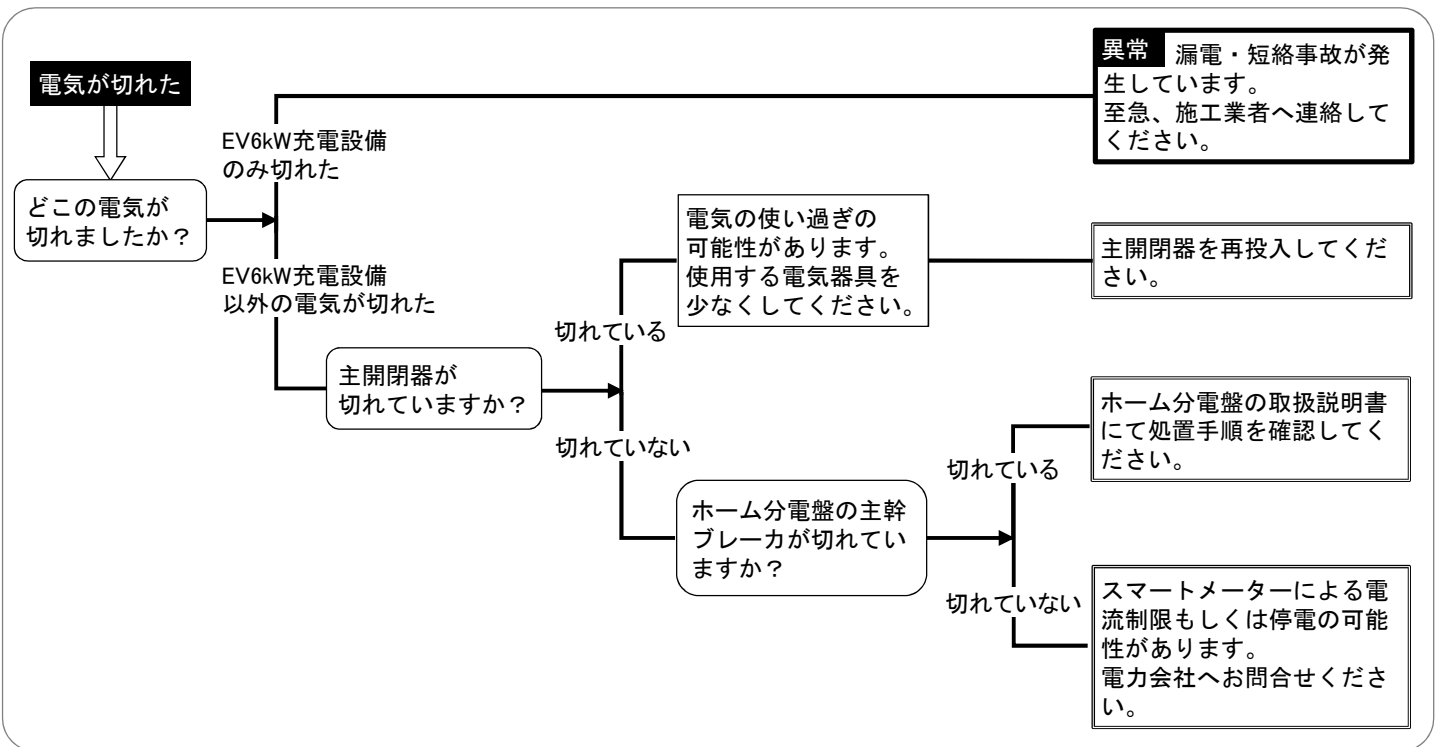 電気が切れた
どこの電気が
切れましたか？
EV6kW充電設備
のみ切れた
異常 漏電・短絡事故が発
生しています。
至急、施工業者へ連絡して
ください。
EV6kW充電設備
以外の電気が切れた
主開閉器が
切れていますか？
切れている
電気の使い過ぎの
可能性があります。
使用する電気器具を
少なくしてください。
主開閉器を再投入してくだ
さい。
切れていない
ホーム分電盤の主幹
ブレーカが切れてい
ますか？
切れている
ホーム分電盤の取扱説明書
にて処置手順を確認してく
ださい。
切れていない
スマートメーターによる電
流制限もしくは停電の可能
性があります。
電力会社へお問合せくださ
い。